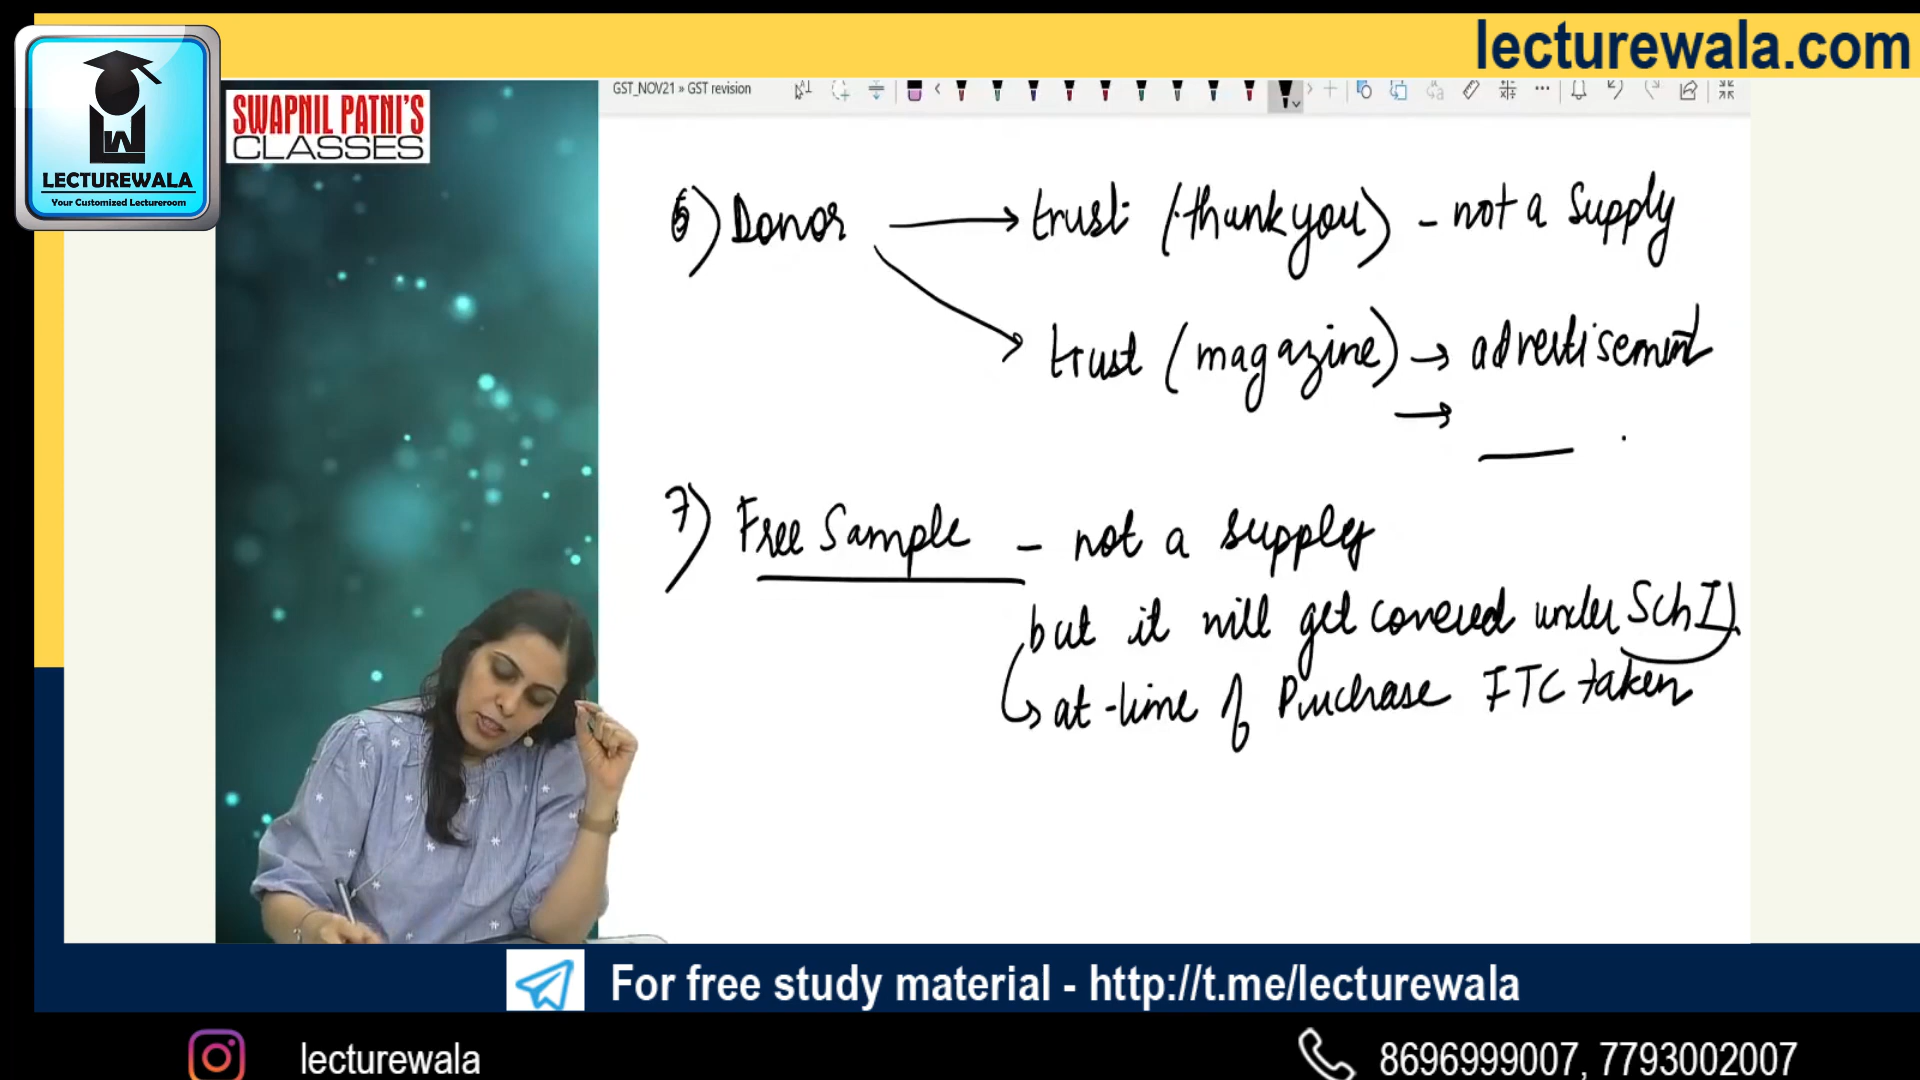 lecturewala.com
LECTUREWALA
Your Customized Lectureroom
SWAPNIL PATNI'S
CLASSES
GST_NOV21 » GST revision
6) Donor → trust (thank you) - not a supply
→ trust (magazine) → advertisement
→
7) Free Sample - not a supply
but it will get covered under Sch I)
→ at time of Purchase ITC taken
For free study material - http://t.me/lecturewala
lecturewala
8696999007, 7793002007